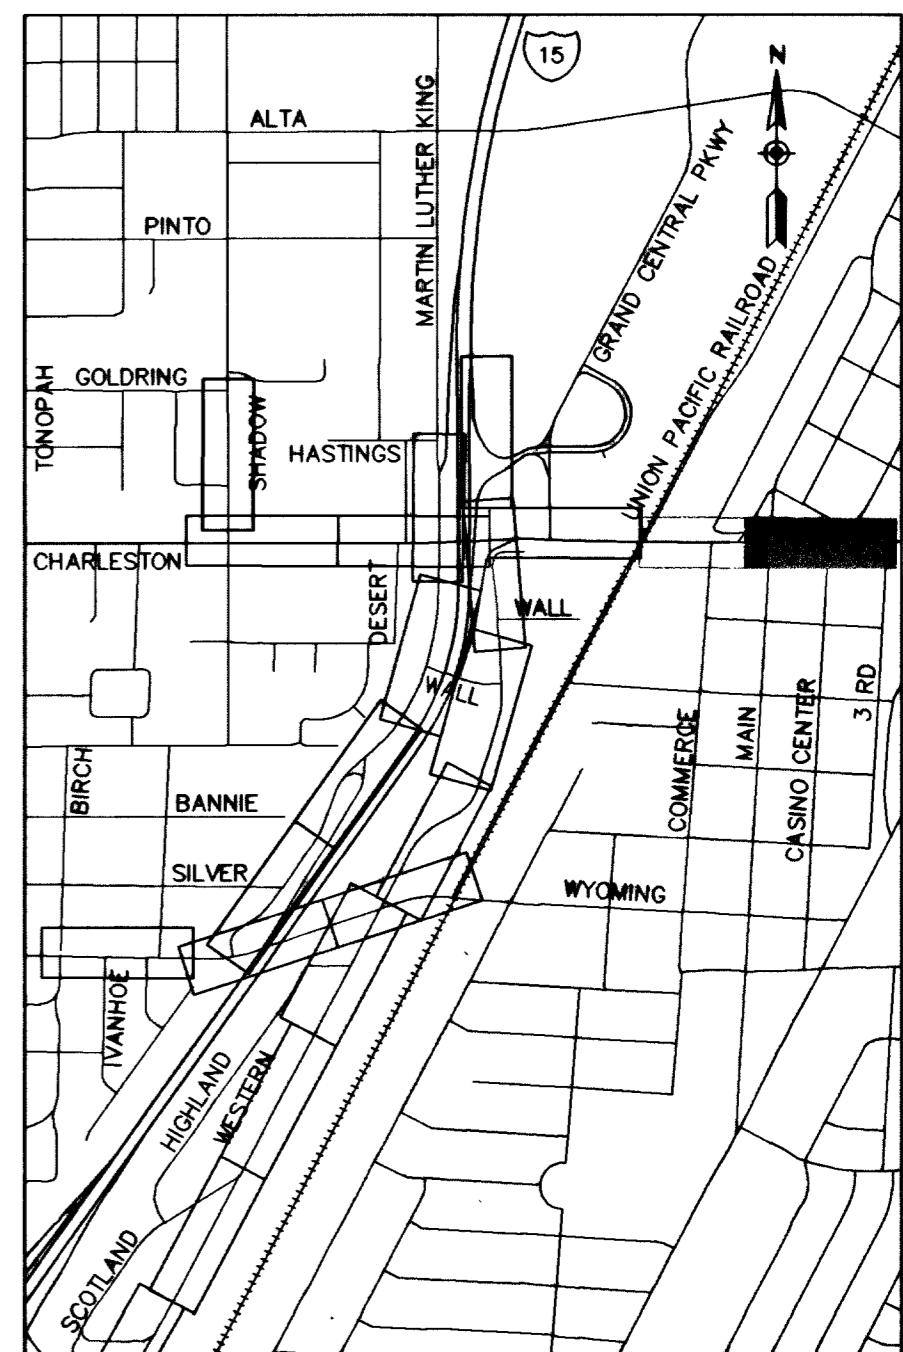 15
N
ALTA
MARTIN LUTHER KING
GRAND CENTRAL PKWY
PINTO
UNION PACIFIC RAILROAD
TONOPAH
GOLDRING
SHADOW
HASTINGS
CHARLESTON
DESERT
WALL
WALL
COMMERCE
MAIN
CASINO CENTER
3 RD
BIRCH
BANNIE
SILVER
WYOMING
IVANHOE
HIGHLAND
WESTERN
SCOTLAND